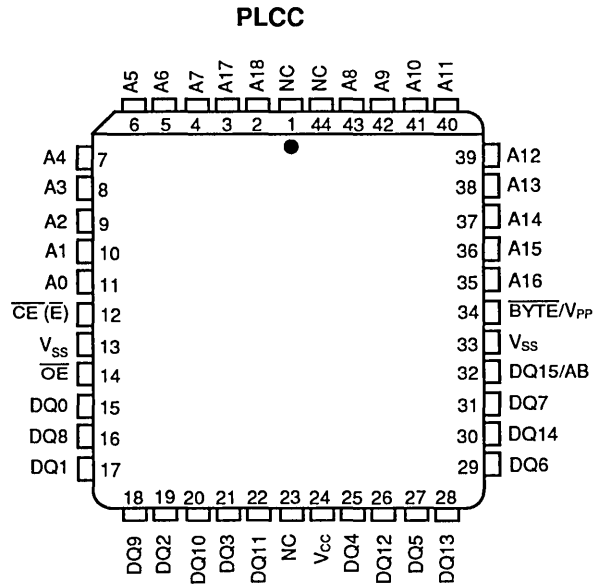 PLCC
A5 A6 A7 A17 A18 NC NC A8 A9 A10 A11
6 5 4 3 2 1 44 43 42 41 40
A4 7 39 A12
A3 8 38 A13
A2 9 37 A14
A1 10 36 A15
A0 11 35 A16
CE (E) 12 34 BYTE/VPP
VSS 13 33 VSS
OE 14 32 DQ15/AB
DQ0 15 31 DQ7
DQ8 16 30 DQ14
DQ1 17 29 DQ6
18 19 20 21 22 23 24 25 26 27 28
DQ9 DQ2 DQ10 DQ3 DQ11 NC VCC DQ4 DQ12 DQ5 DQ13